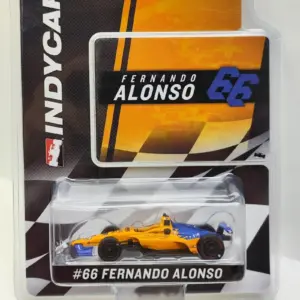 INDYCAR
FERNANDO
ALONSO
66
#66 FERNANDO ALONSO